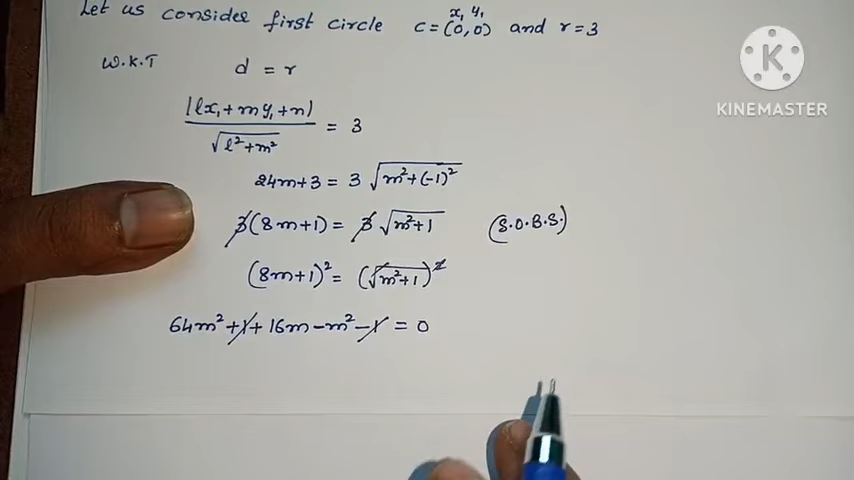 Let us consider first circle c = (0,0) and r = 3
x₁ y₁
W.K.T d = r
|lx₁ + my₁ + n| / √l² + m² = 3
24m + 3 = 3 √m² + (-1)²
3(8m + 1) = 3 √m² + 1 (S.O.B.S.)
(8m + 1)² = (√m² + 1)²
64m² + 1 + 16m - m² - 1 = 0
K
KINEMASTER